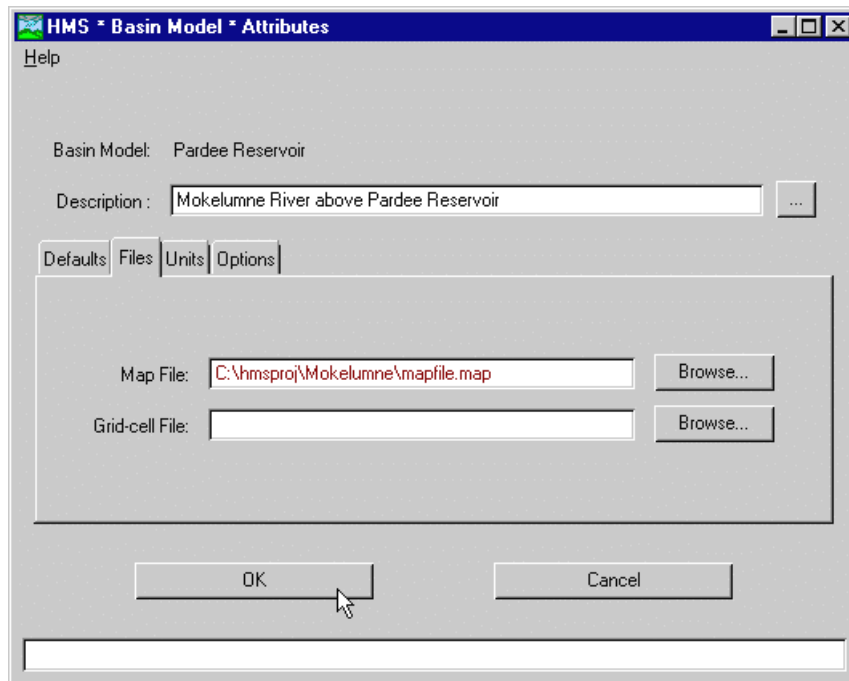 HMS * Basin Model * Attributes
Help
Basin Model: Pardee Reservoir
Description : Mokelumne River above Pardee Reservoir ...
Defaults Files Units Options
Map File: C:\hmsproj\Mokelumne\mapfile.map Browse...
Grid-cell File: Browse...
OK Cancel